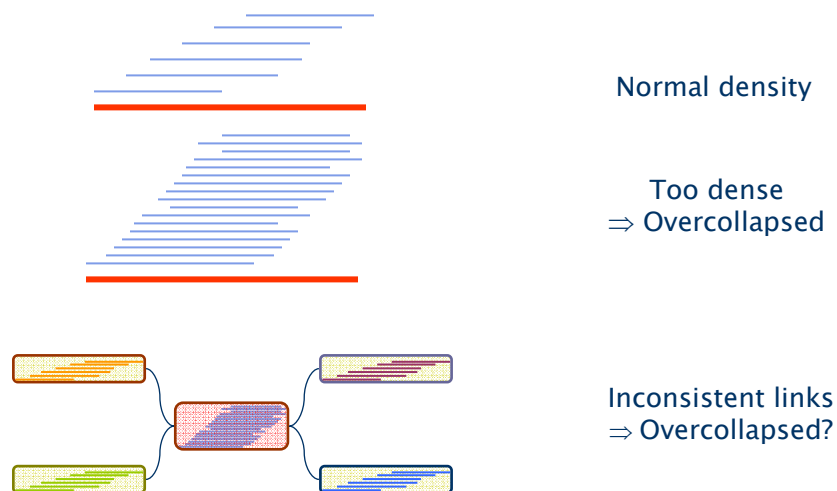 Normal density
Too dense
⇒ Overcollapsed
Inconsistent links
⇒ Overcollapsed?